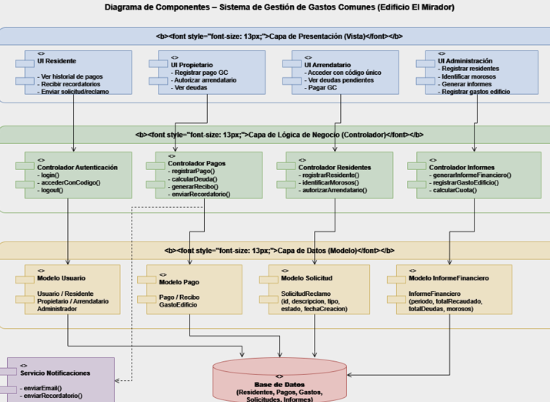 Diagrama de Componentes – Sistema de Gestión de Gastos Comunes (Edificio El Mirador)
<b><font style="font-size: 13px;">Capa de Presentación (Vista)</font></b>
<>
UI Residente
- Ver historial de pagos
- Recibir recordatorios
- Enviar solicitud/reclamo
<>
UI Propietario
- Registrar pago GC
- Autorizar arrendatario
- Ver deudas
<>
UI Arrendatario
- Acceder con código único
- Ver deudas pendientes
- Pagar GC
<>
UI Administración
- Registrar residentes
- Identificar morosos
- Generar informes
- Registrar gastos edificio
<b><font style="font-size: 13px;">Capa de Lógica de Negocio (Controlador)</font></b>
<>
Controlador Autenticación
- login()
- accederConCodigo()
- logout()
<>
Controlador Pagos
- registrarPago()
- calcularDeuda()
- generarRecibo()
- enviarRecordatorio()
<>
Controlador Residentes
- registrarResidente()
- identificarMorosos()
- autorizarArrendatario()
<>
Controlador Informes
- generarInformeFinanciero()
- registrarGastoEdificio()
- calcularCuota()
<b><font style="font-size: 13px;">Capa de Datos (Modelo)</font></b>
<>
Modelo Usuario
Usuario / Residente
Propietario / Arrendatario
Administrador
<>
Modelo Pago
Pago / Recibo
GastoEdificio
<>
Modelo Solicitud
SolicitudReclamo
(id, descripcion, tipo,
estado, fechaCreacion)
<>
Modelo InformeFinanciero
InformeFinanciero
(periodo, totalRecaudado,
totalDeudas, morosos)
<>
Servicio Notificaciones
- enviarEmail()
- enviarRecordatorio()
<>
Base de Datos
(Residentes, Pagos, Gastos,
Solicitudes, Informes)